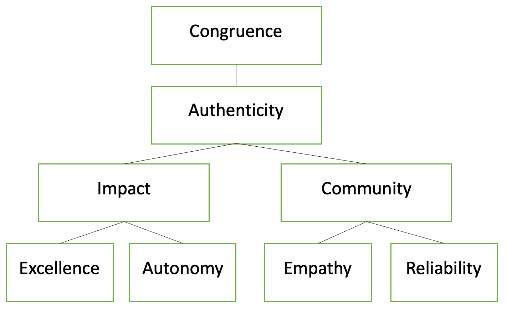 Congruence
Authenticity
Impact
Community
Excellence
Autonomy
Empathy
Reliability